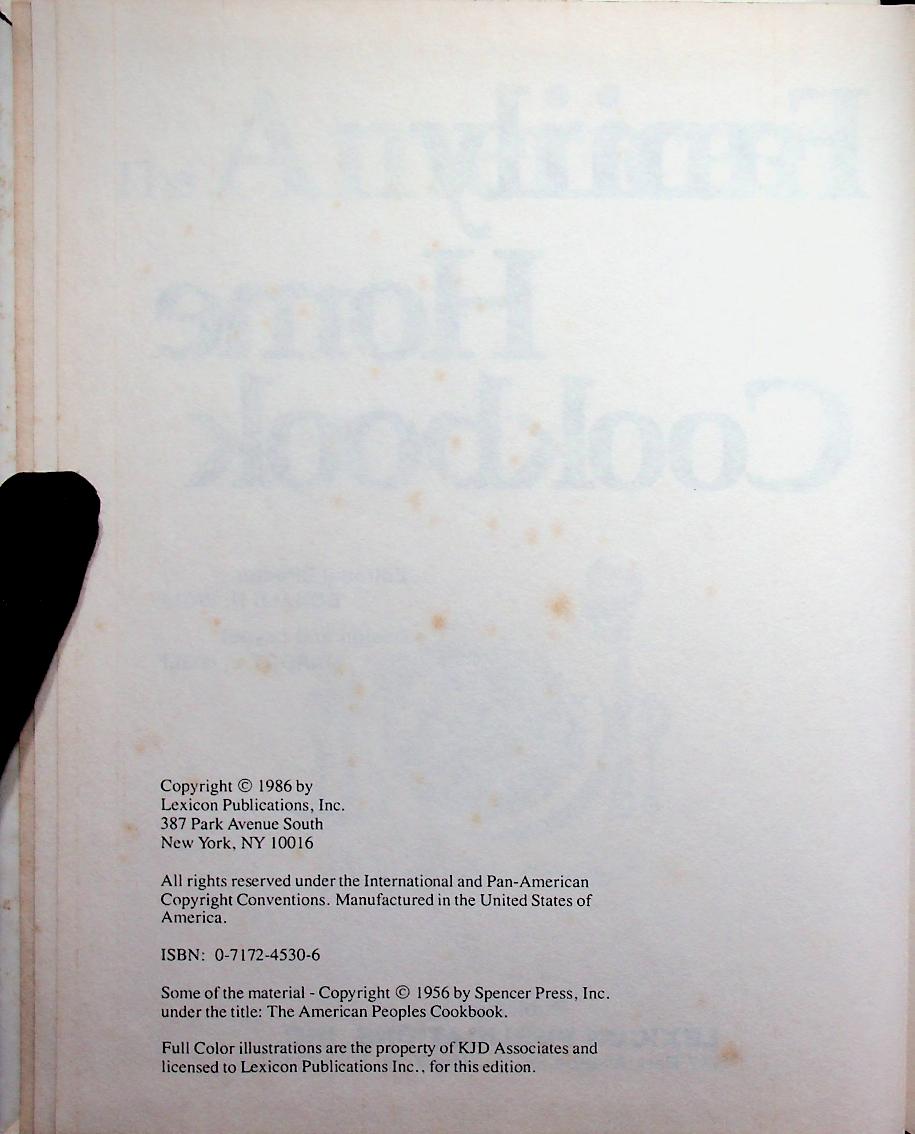 Copyright © 1986 by
Lexicon Publications, Inc.
387 Park Avenue South
New York, NY 10016
All rights reserved under the International and Pan-American
Copyright Conventions. Manufactured in the United States of
America.
ISBN: 0-7172-4530-6
Some of the material - Copyright © 1956 by Spencer Press, Inc.
under the title: The American Peoples Cookbook.
Full Color illustrations are the property of KJD Associates and
licensed to Lexicon Publications Inc., for this edition.